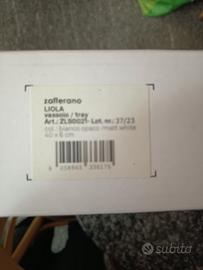 zafferano
LIOLA
vassoio / tray
Art.: ZLS0021- Lot. nr.: 37/23
col.: bianco opaco /matt white
40 x 6 cm
subito